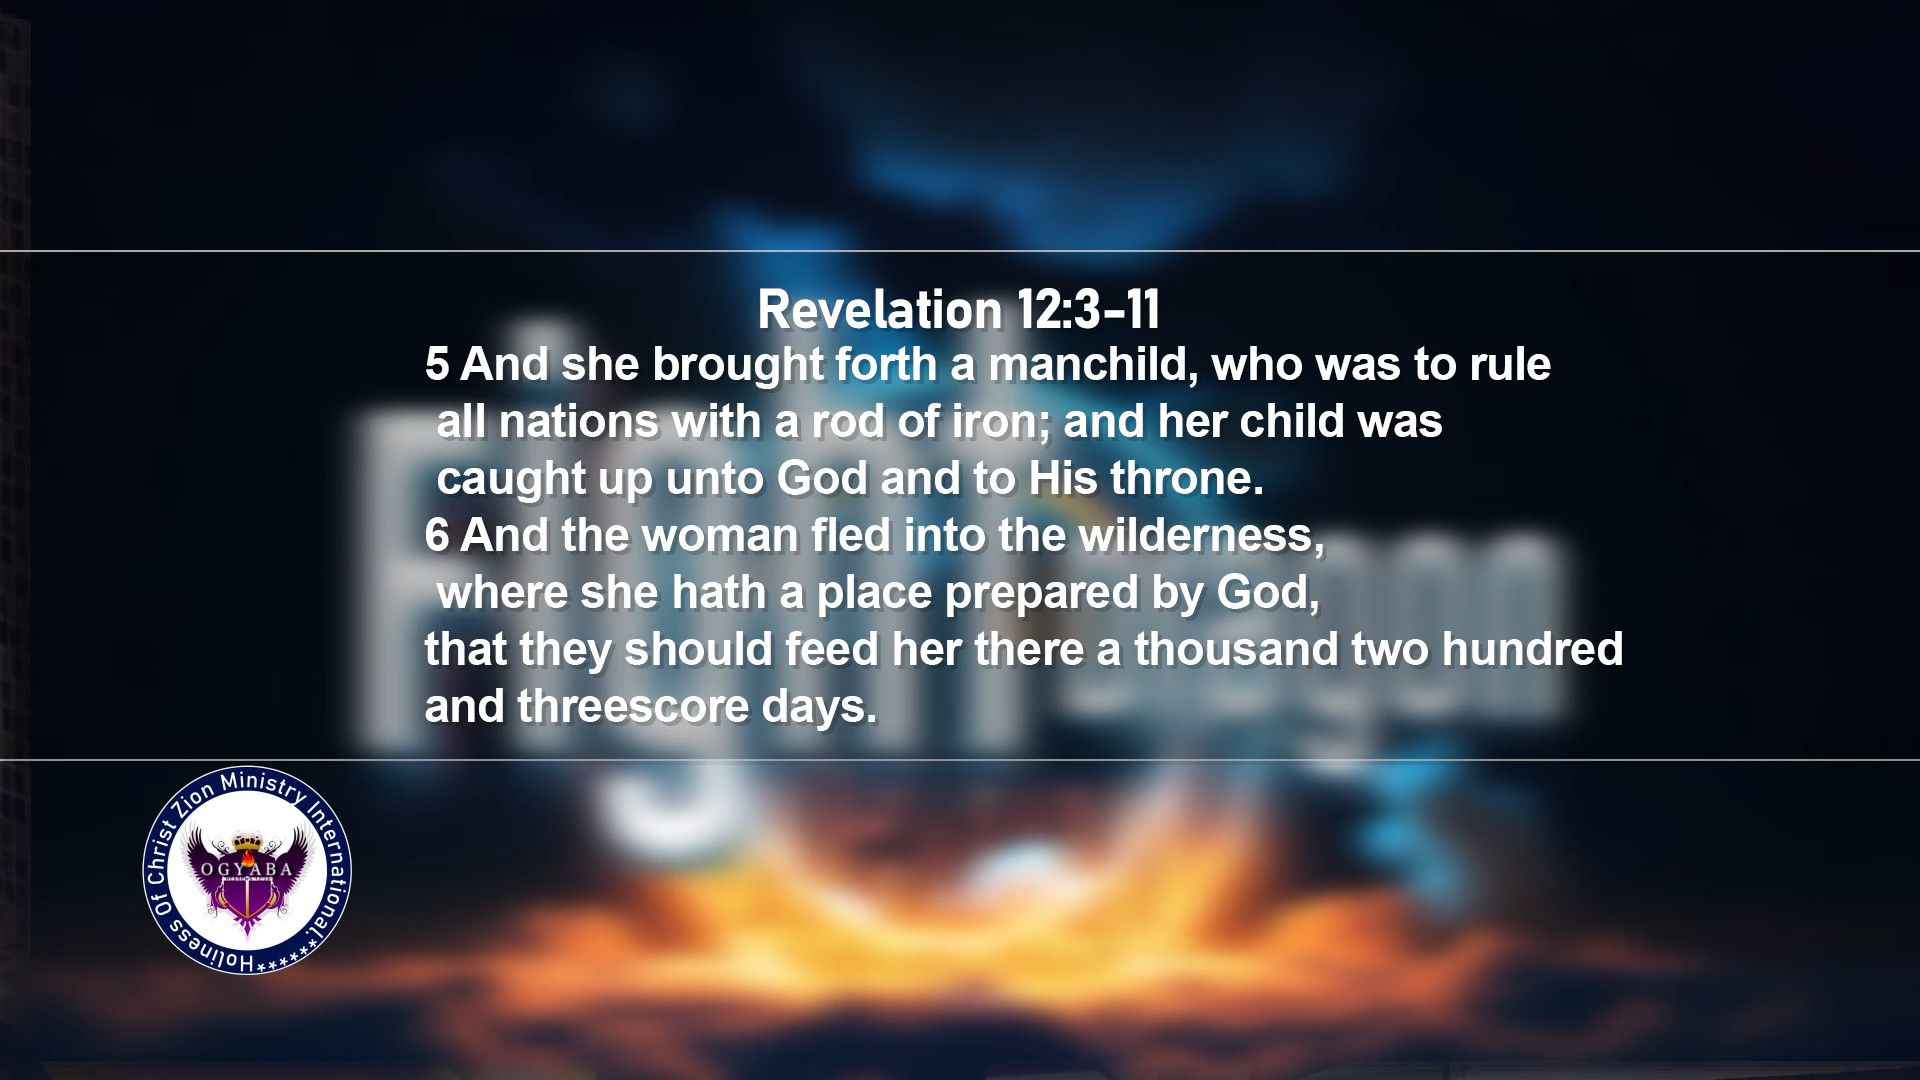 Revelation 12:3-11
5 And she brought forth a manchild, who was to rule
all nations with a rod of iron; and her child was
caught up unto God and to His throne.
6 And the woman fled into the wilderness,
where she hath a place prepared by God,
that they should feed her there a thousand two hundred
and threescore days.
Fight
Dragon
Holiness Of Christ Zion Ministry International.******
OGYABA